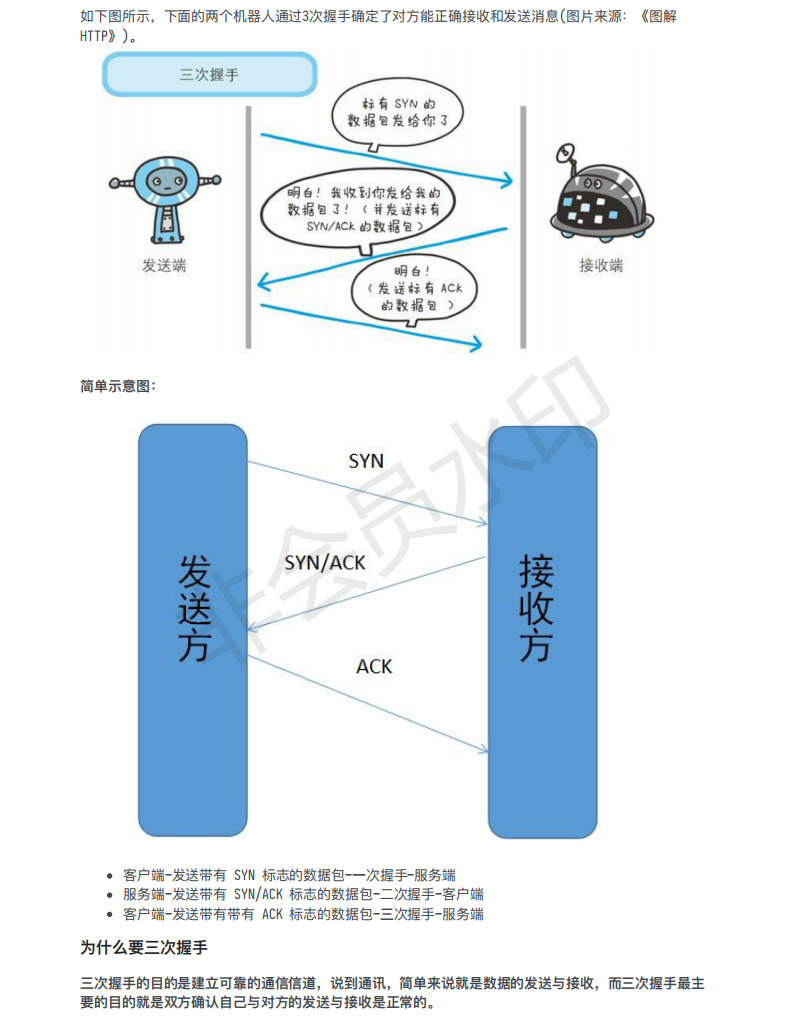 如下图所示，下面的两个机器人通过3次握手确定了对方能正确接收和发送消息(图片来源：《图解
HTTP》)。
三次握手
标有 SYN 的
数据包发给你了
明白！我收到你发给我的
数据包了！（并发送标有
SYN/ACK 的数据包）
发送端
接收端
明白！
（发送标有 ACK
的数据包 ）
简单示意图：
SYN
SYN/ACK
ACK
发送方
接收方
非会员水印
客户端–发送带有 SYN 标志的数据包–一次握手–服务端
服务端–发送带有 SYN/ACK 标志的数据包–二次握手–客户端
客户端–发送带有带有 ACK 标志的数据包–三次握手–服务端
为什么要三次握手
三次握手的目的是建立可靠的通信信道，说到通讯，简单来说就是数据的发送与接收，而三次握手最主
要的目的就是双方确认自己与对方的发送与接收是正常的。